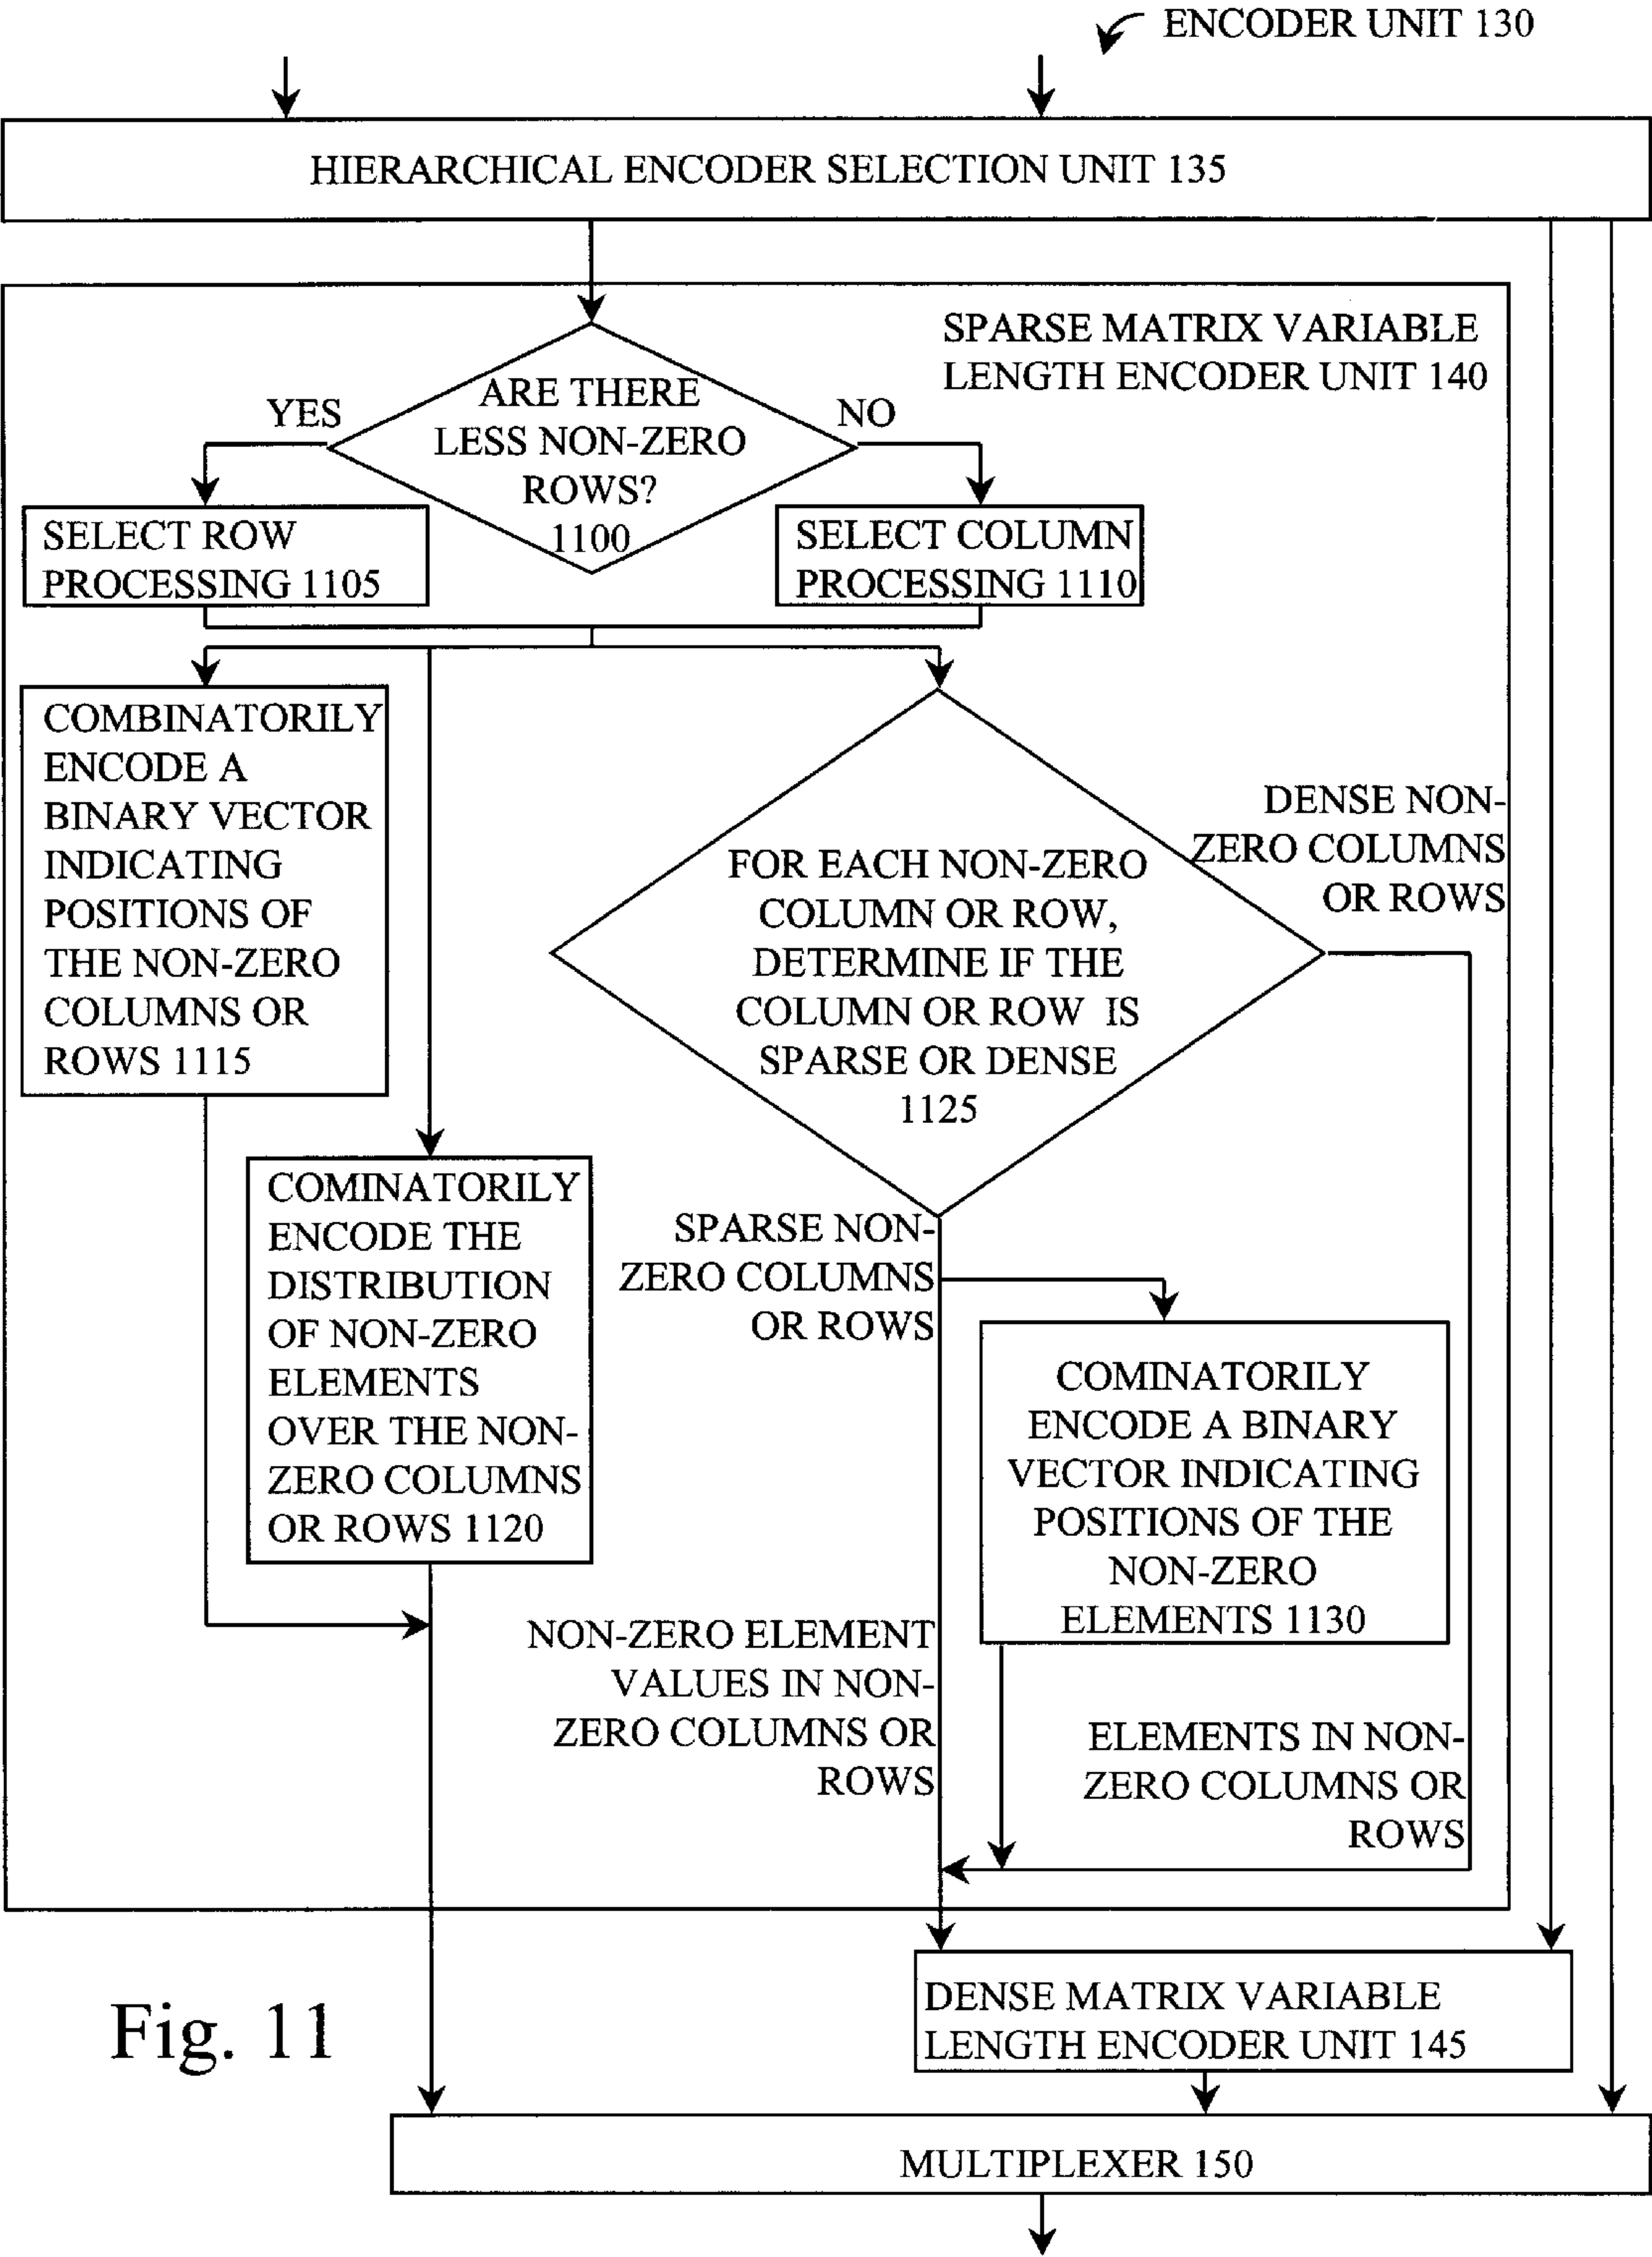 ENCODER UNIT 130
HIERARCHICAL ENCODER SELECTION UNIT 135
SPARSE MATRIX VARIABLE
LENGTH ENCODER UNIT 140
ARE THERE
LESS NON-ZERO
ROWS?
1100
YES
NO
SELECT ROW
PROCESSING 1105
SELECT COLUMN
PROCESSING 1110
COMBINATORILY
ENCODE A
BINARY VECTOR
INDICATING
POSITIONS OF
THE NON-ZERO
COLUMNS OR
ROWS 1115
FOR EACH NON-ZERO
COLUMN OR ROW,
DETERMINE IF THE
COLUMN OR ROW IS
SPARSE OR DENSE
1125
DENSE NON-
ZERO COLUMNS
OR ROWS
COMINATORILY
ENCODE THE
DISTRIBUTION
OF NON-ZERO
ELEMENTS
OVER THE NON-
ZERO COLUMNS
OR ROWS 1120
SPARSE NON-
ZERO COLUMNS
OR ROWS
COMINATORILY
ENCODE A BINARY
VECTOR INDICATING
POSITIONS OF THE
NON-ZERO
ELEMENTS 1130
NON-ZERO ELEMENT
VALUES IN NON-
ZERO COLUMNS OR
ROWS
ELEMENTS IN NON-
ZERO COLUMNS OR
ROWS
DENSE MATRIX VARIABLE
LENGTH ENCODER UNIT 145
Fig. 11
MULTIPLEXER 150